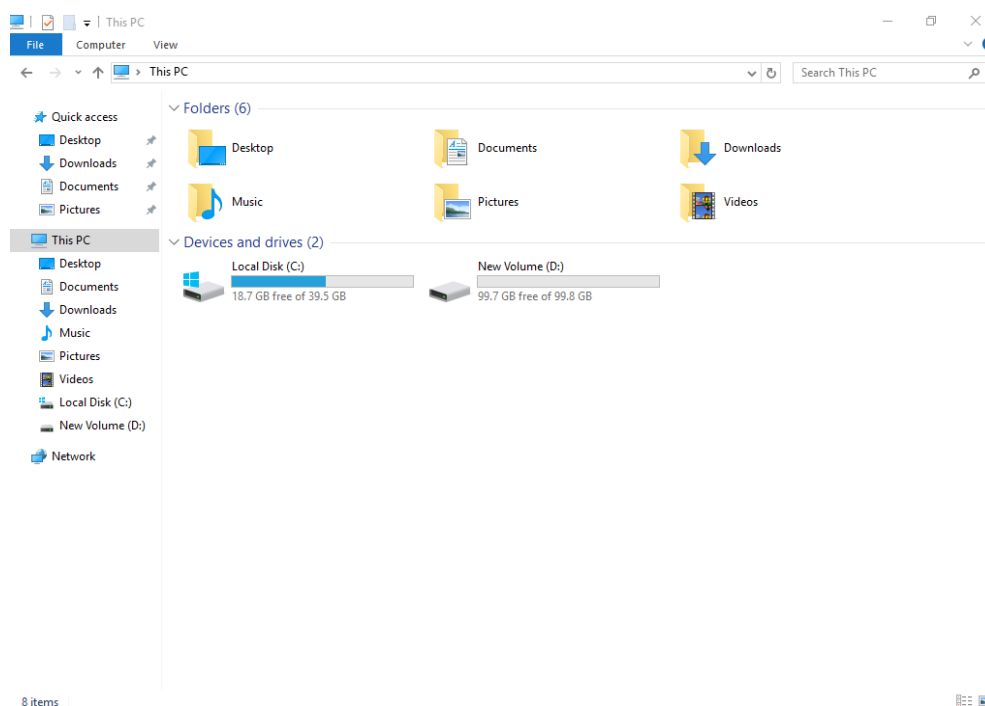 This PC
File Computer View
This PC
Search This PC
Quick access
Desktop
Downloads
Documents
Pictures
This PC
Desktop
Documents
Downloads
Music
Pictures
Videos
Local Disk (C:)
New Volume (D:)
Network
Folders (6)
Desktop Documents Downloads
Music Pictures Videos
Devices and drives (2)
Local Disk (C:) New Volume (D:)
18.7 GB free of 39.5 GB 99.7 GB free of 99.8 GB
8 items